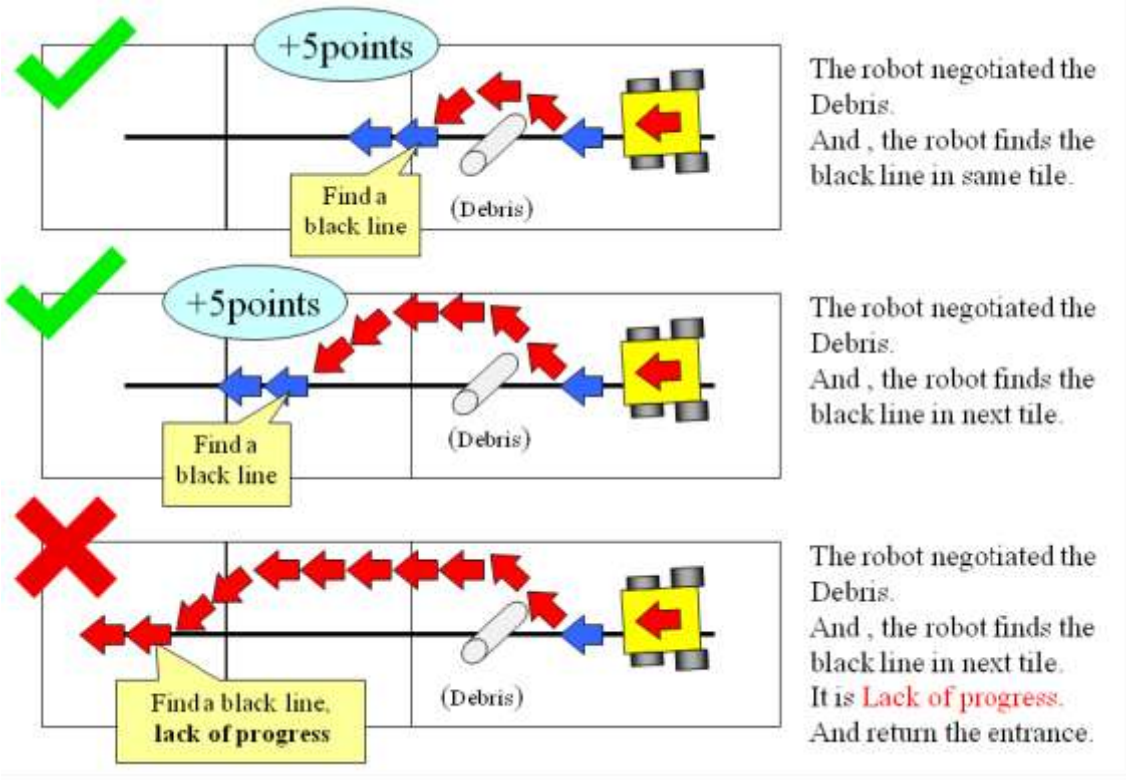 +5points
Find a
black line
(Debris)
The robot negotiated the
Debris.
And , the robot finds the
black line in same tile.
+5points
Find a
black line
(Debris)
The robot negotiated the
Debris.
And , the robot finds the
black line in next tile.
Find a black line,
lack of progress
(Debris)
The robot negotiated the
Debris.
And , the robot finds the
black line in next tile.
It is Lack of progress.
And return the entrance.